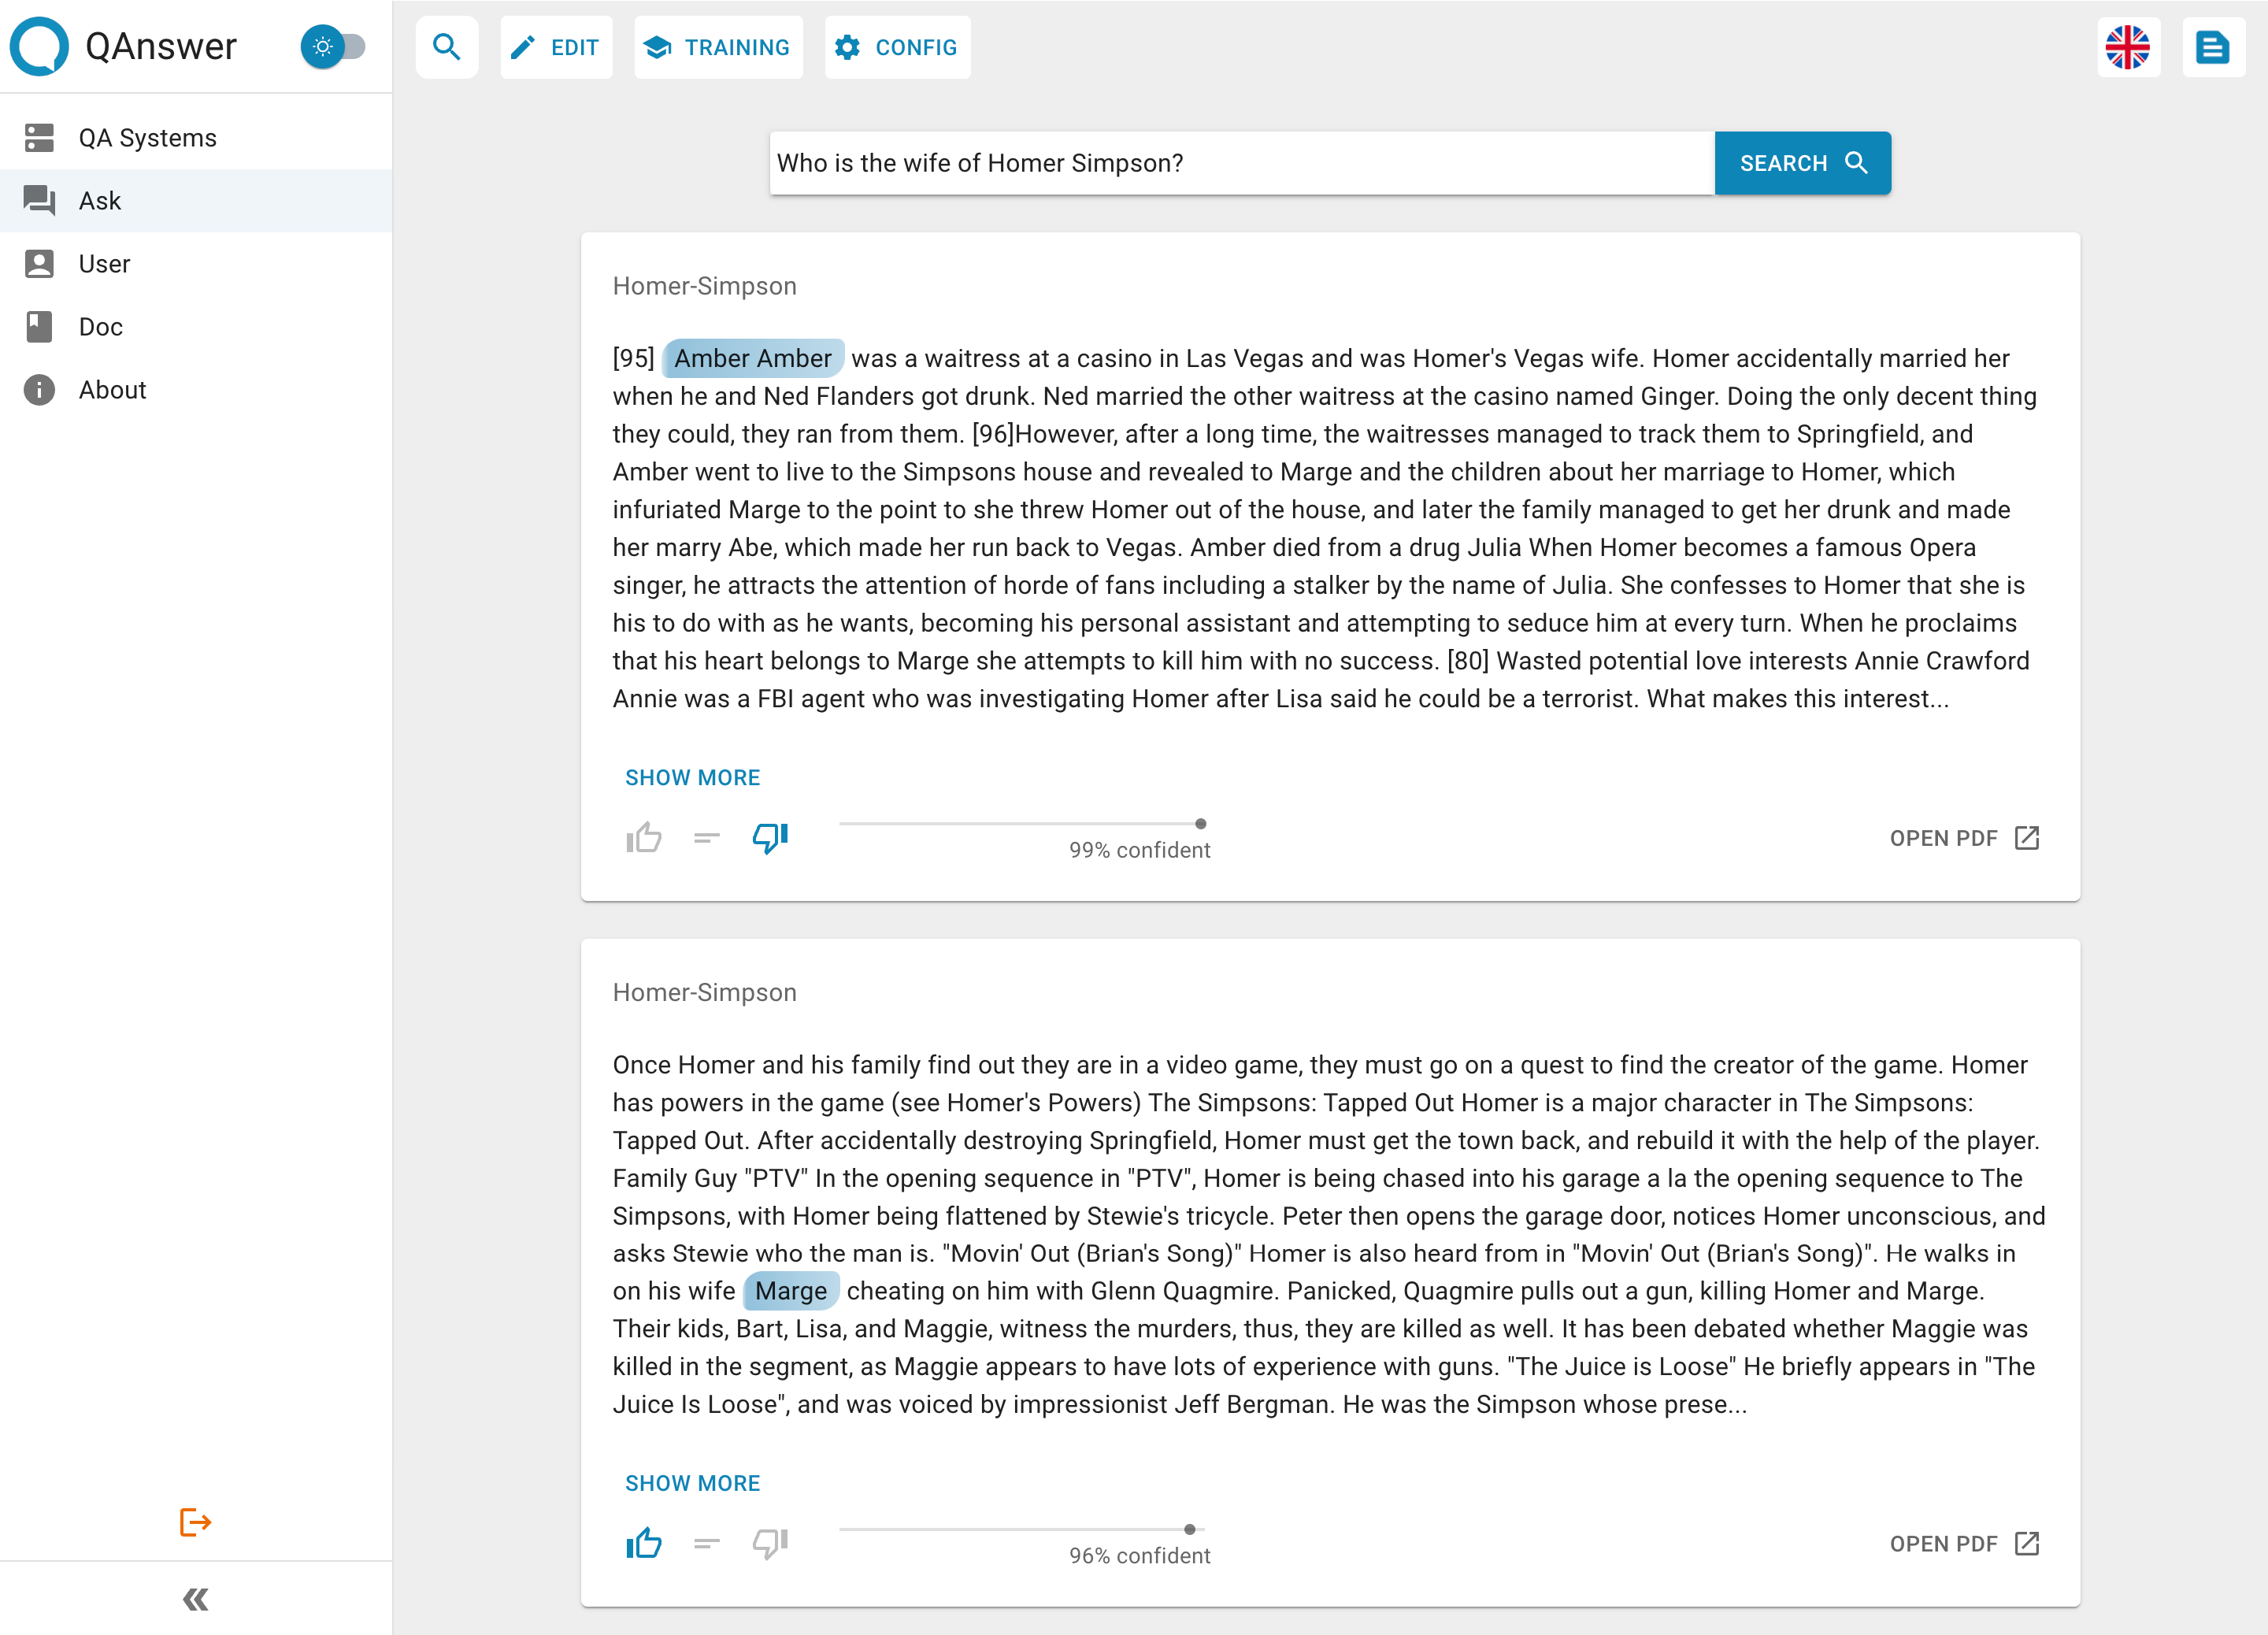 QAnswer
EDIT
TRAINING
CONFIG
QA Systems
Ask
User
Doc
About
Who is the wife of Homer Simpson?
SEARCH
Homer-Simpson
[95] Amber Amber was a waitress at a casino in Las Vegas and was Homer's Vegas wife. Homer accidentally married her
when he and Ned Flanders got drunk. Ned married the other waitress at the casino named Ginger. Doing the only decent thing
they could, they ran from them. [96]However, after a long time, the waitresses managed to track them to Springfield, and
Amber went to live to the Simpsons house and revealed to Marge and the children about her marriage to Homer, which
infuriated Marge to the point to she threw Homer out of the house, and later the family managed to get her drunk and made
her marry Abe, which made her run back to Vegas. Amber died from a drug Julia When Homer becomes a famous Opera
singer, he attracts the attention of horde of fans including a stalker by the name of Julia. She confesses to Homer that she is
his to do with as he wants, becoming his personal assistant and attempting to seduce him at every turn. When he proclaims
that his heart belongs to Marge she attempts to kill him with no success. [80] Wasted potential love interests Annie Crawford
Annie was a FBI agent who was investigating Homer after Lisa said he could be a terrorist. What makes this interest...
SHOW MORE
99% confident
OPEN PDF
Homer-Simpson
Once Homer and his family find out they are in a video game, they must go on a quest to find the creator of the game. Homer
has powers in the game (see Homer's Powers) The Simpsons: Tapped Out Homer is a major character in The Simpsons:
Tapped Out. After accidentally destroying Springfield, Homer must get the town back, and rebuild it with the help of the player.
Family Guy "PTV" In the opening sequence in "PTV", Homer is being chased into his garage a la the opening sequence to The
Simpsons, with Homer being flattened by Stewie's tricycle. Peter then opens the garage door, notices Homer unconscious, and
asks Stewie who the man is. "Movin' Out (Brian's Song)" Homer is also heard from in "Movin' Out (Brian's Song)". He walks in
on his wife Marge cheating on him with Glenn Quagmire. Panicked, Quagmire pulls out a gun, killing Homer and Marge.
Their kids, Bart, Lisa, and Maggie, witness the murders, thus, they are killed as well. It has been debated whether Maggie was
killed in the segment, as Maggie appears to have lots of experience with guns. "The Juice is Loose" He briefly appears in "The
Juice Is Loose", and was voiced by impressionist Jeff Bergman. He was the Simpson whose prese...
SHOW MORE
96% confident
OPEN PDF